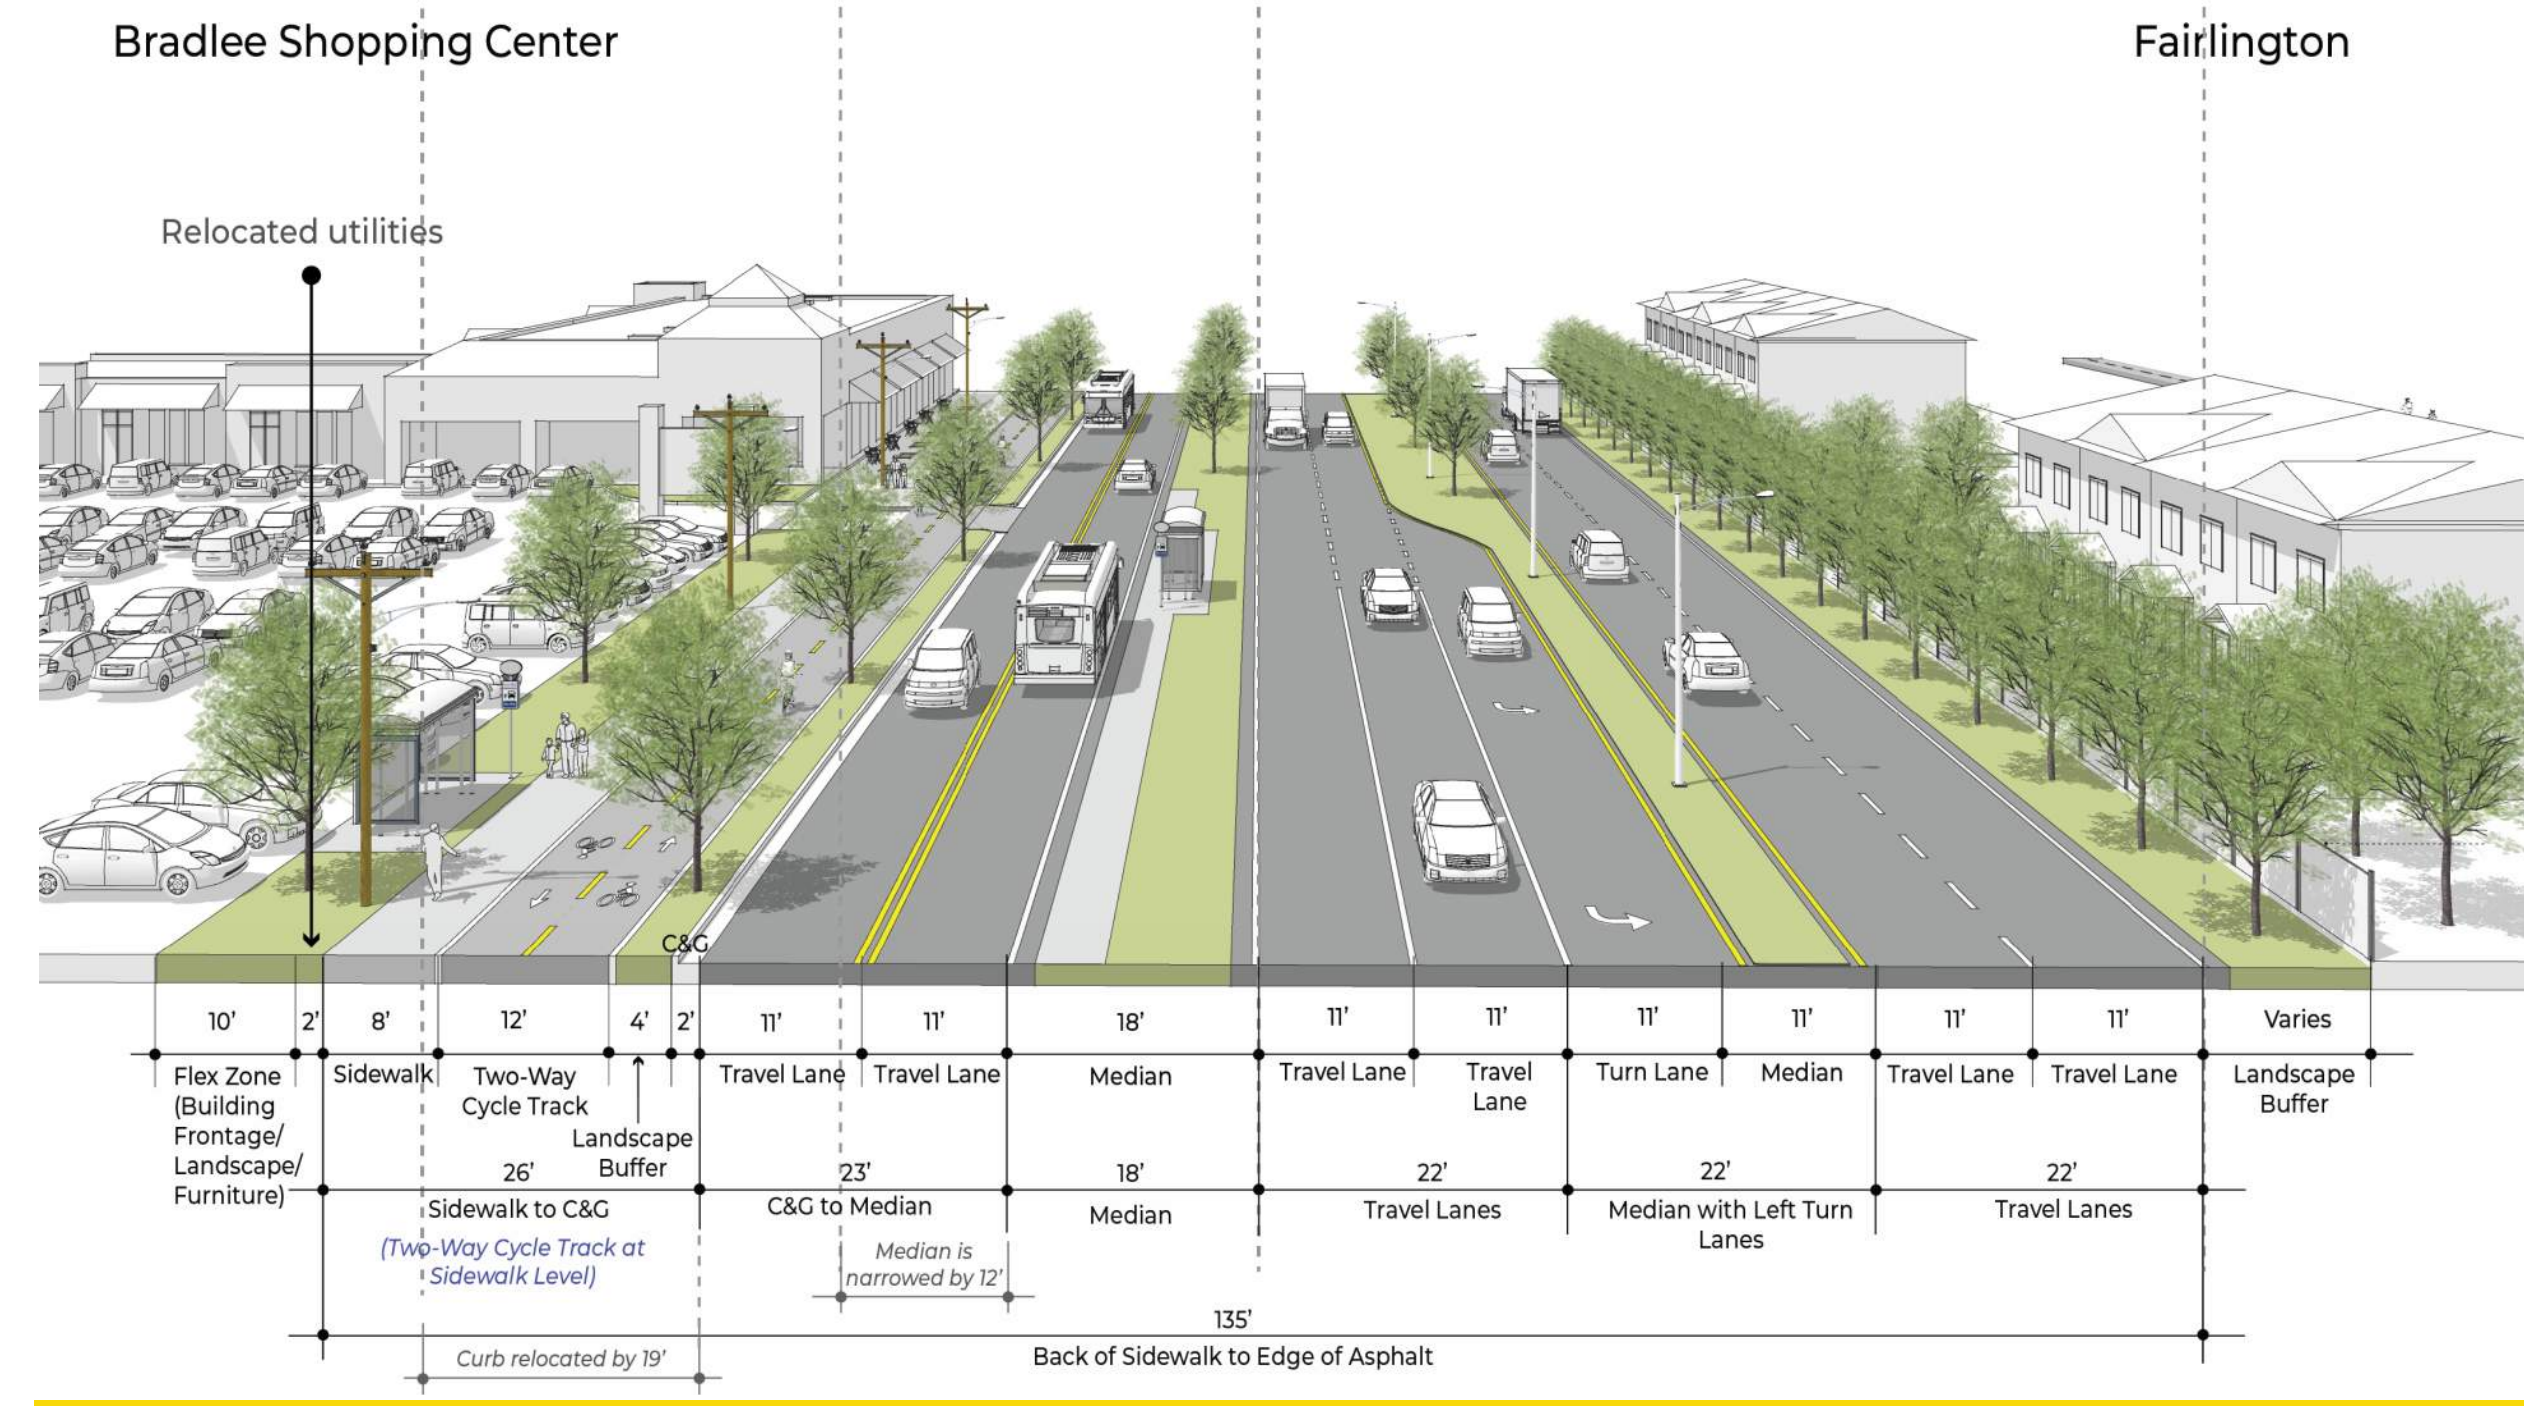 Bradlee Shopping Center
Fairlington
Relocated utilities
C&G
10’
2’
8’
12’
4’
2’
11’
11’
18’
11’
11’
11’
11’
11’
11’
Varies
Flex Zone
(Building
Frontage/
Landscape/
Furniture)
Sidewalk
Two-Way
Cycle Track
Landscape
Buffer
Travel Lane
Travel Lane
Median
Travel Lane
Travel
Lane
Turn Lane
Median
Travel Lane
Travel Lane
Landscape
Buffer
26’
23’
18’
22’
22’
22’
Sidewalk to C&G
(Two-Way Cycle Track at
Sidewalk Level)
C&G to Median
Median
Travel Lanes
Median with Left Turn
Lanes
Travel Lanes
Median is
narrowed by 12’
135’
Curb relocated by 19’
Back of Sidewalk to Edge of Asphalt